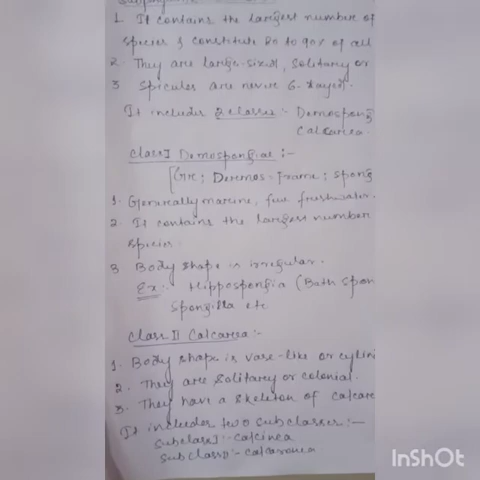 1. It contains the largest number of
species & constitute 80 to 90% of all
2. They are large-sized, Solitary or
3 Spicules are never 6-rayed.
It includes 2 classes :- Demospong
Calcarea
Class I Demospongiae :-
[Gr; Deremos-Frame; Spong
1. Generically marine, few freshwater.
2. It contains the largest number
species.
3 Body shape is irregular.
Ex:- Hippospongia (Bath Spon
Spongilla etc
Class II Calcarea :-
1. Body shape is vase-like or cylin
2. They are Solitary or colonial.
3. They have a skeleton of calcare
It includes two subclasses :-
Subclass I :- Calcinea
Subclass II :- Calcaronea
InShOt